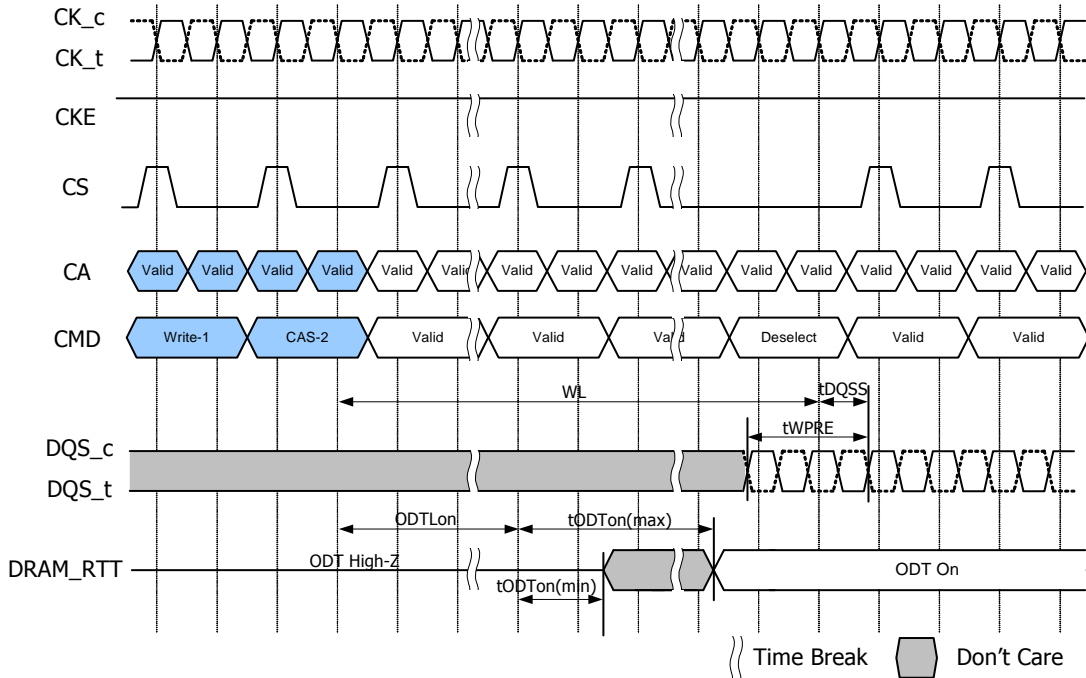 CK_c
CK_t
CKE
CS
CA Valid Valid Valid Valid Valid Valid Valid Valid Valid Valid Valid Valid Valid Valid Valid
CMD Write-1 CAS-2 Valid Valid Valid Deselect Valid Valid
WL tDQSS
tWPRE
DQS_c
DQS_t
ODTLon tODTon(max)
DRAM_RTT ODT High-Z ODT On
tODTon(min)
Time Break Don't Care